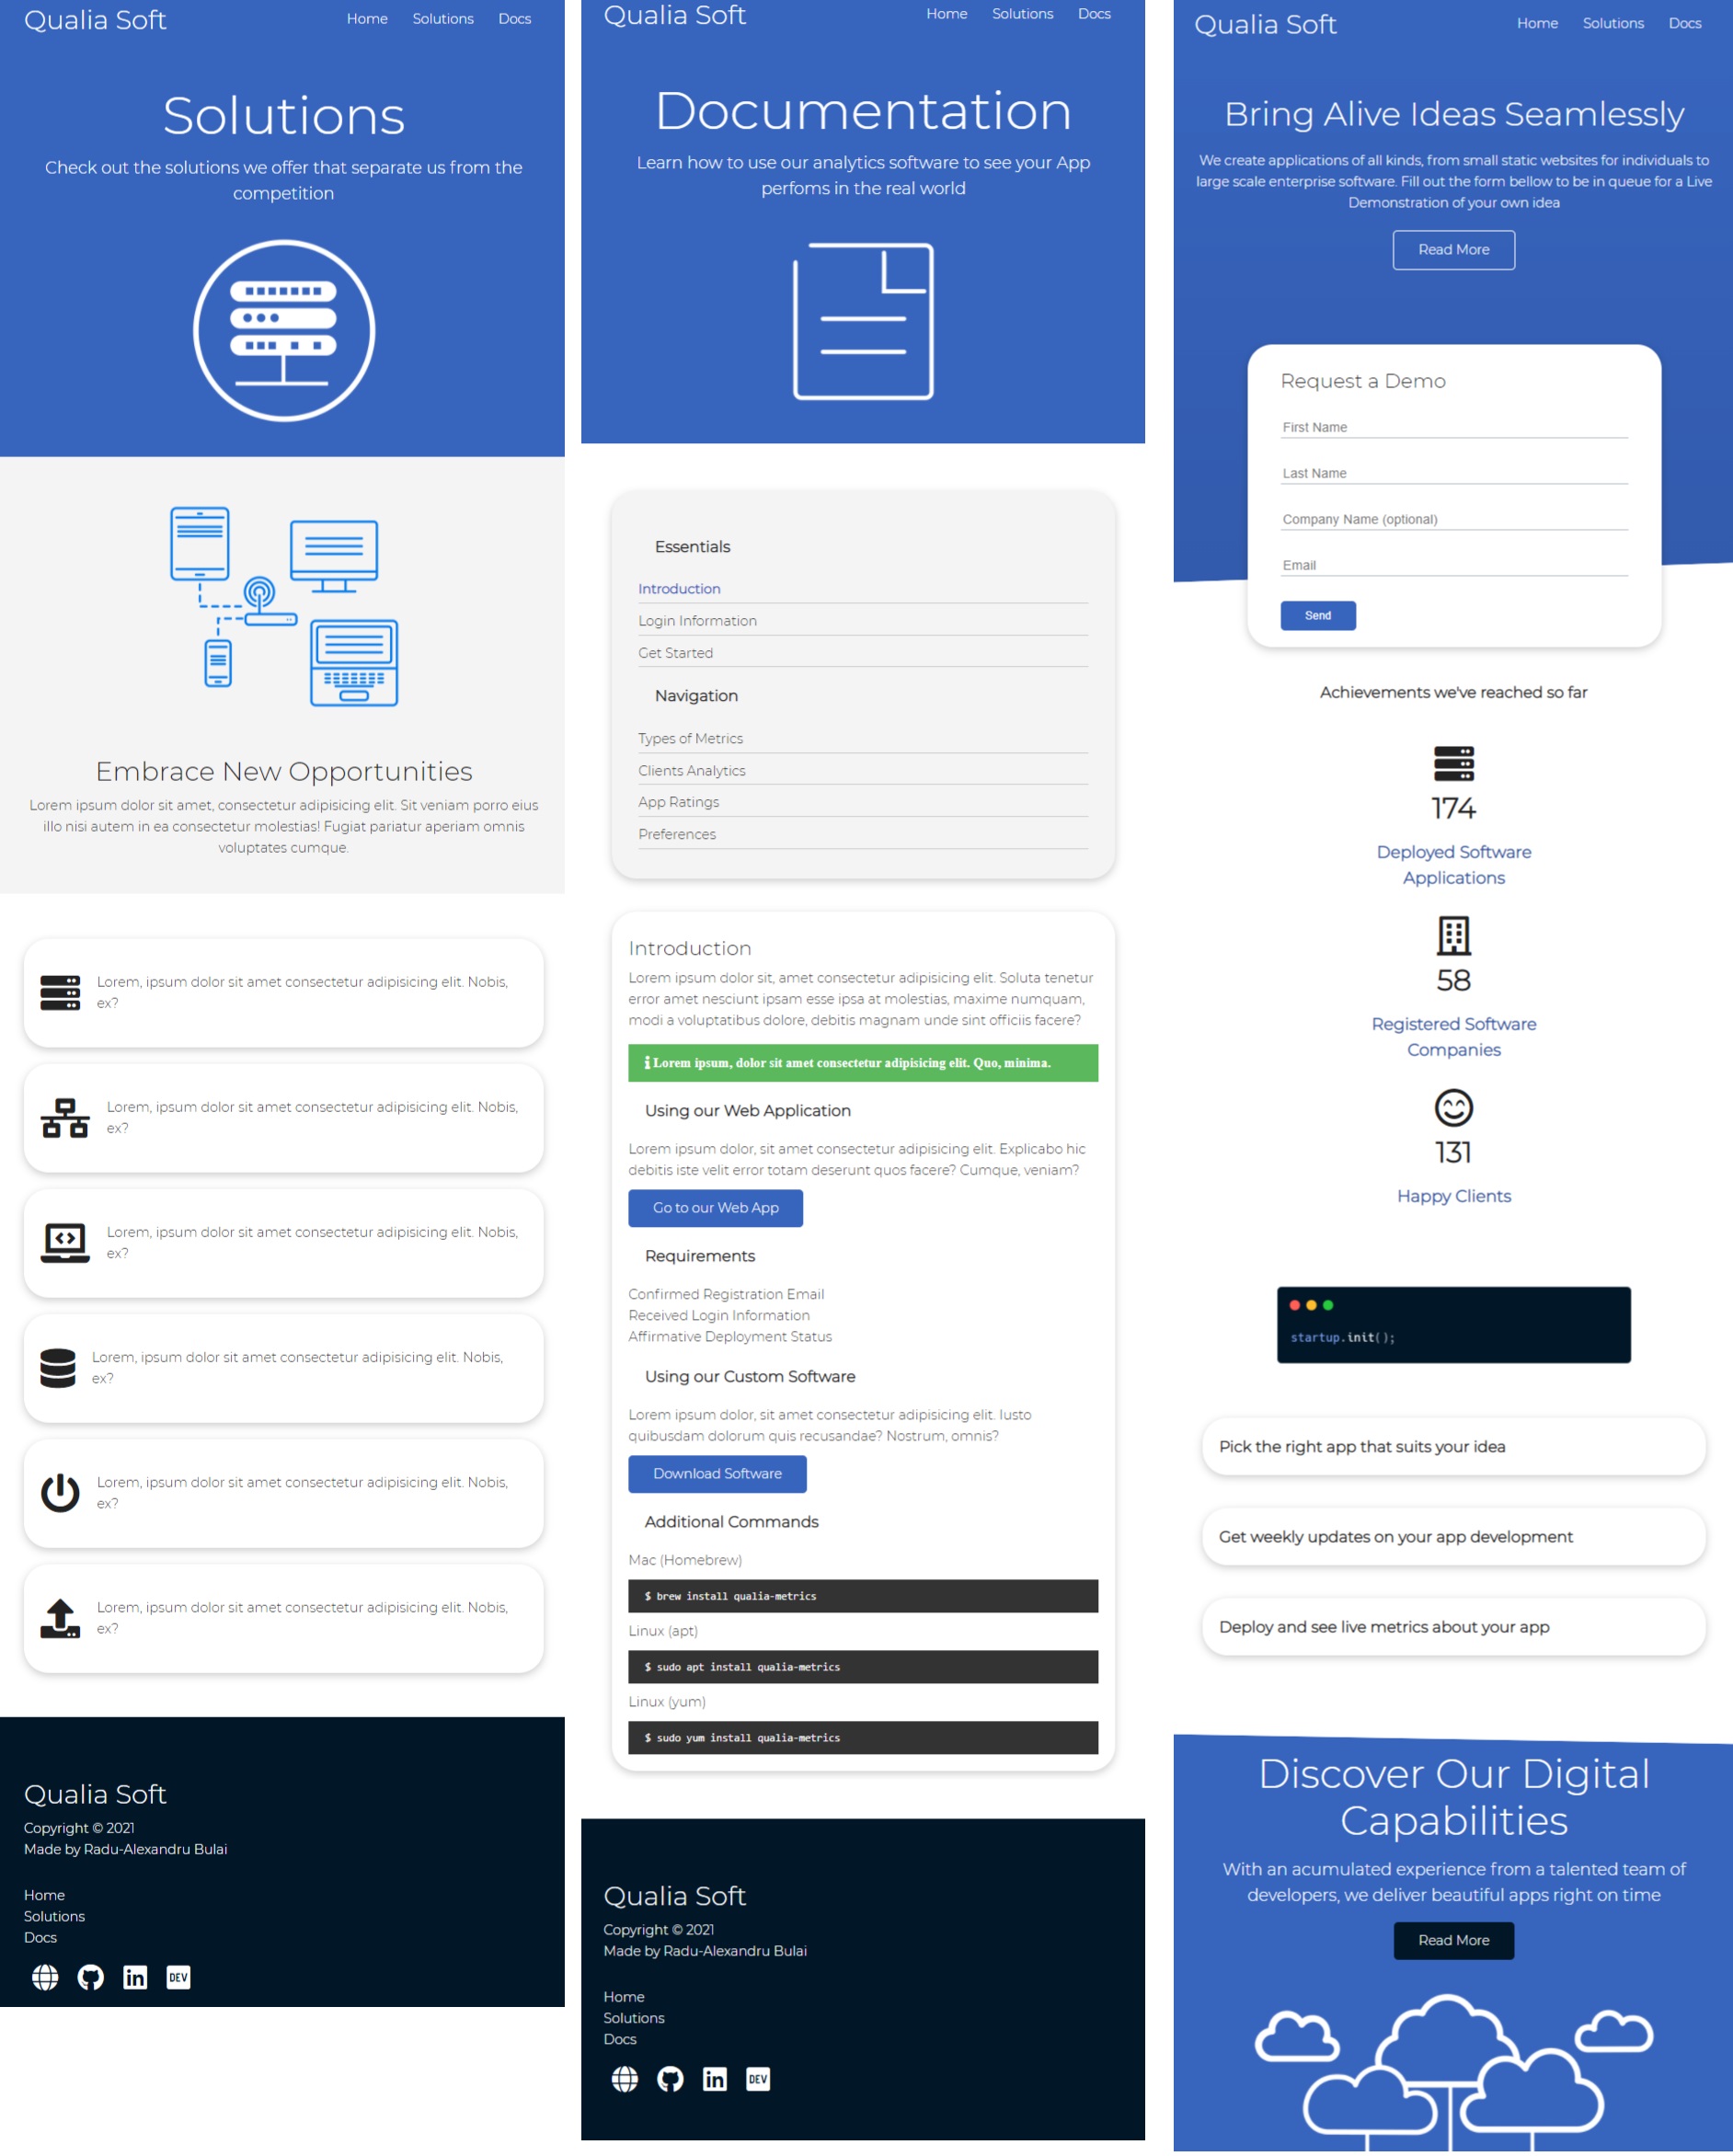 Qualia Soft
Home Solutions Docs
Solutions
Check out the solutions we offer that separate us from the
competition
Embrace New Opportunities
Lorem ipsum dolor sit amet, consectetur adipisicing elit. Sit veniam porro eius
illo nisi autem in ea consectetur molestias! Fugiat pariatur aperiam omnis
voluptates cumque.
Lorem, ipsum dolor sit amet consectetur adipisicing elit. Nobis,
ex?
Lorem, ipsum dolor sit amet consectetur adipisicing elit. Nobis,
ex?
Lorem, ipsum dolor sit amet consectetur adipisicing elit. Nobis,
ex?
Lorem, ipsum dolor sit amet consectetur adipisicing elit. Nobis,
ex?
Lorem, ipsum dolor sit amet consectetur adipisicing elit. Nobis,
ex?
Lorem, ipsum dolor sit amet consectetur adipisicing elit. Nobis,
ex?
Qualia Soft
Copyright © 2021
Made by Radu-Alexandru Bulai
Home
Solutions
Docs
in DEV
Qualia Soft
Home Solutions Docs
Documentation
Learn how to use our analytics software to see your App
perfoms in the real world
Essentials
Introduction
Login Information
Get Started
Navigation
Types of Metrics
Clients Analytics
App Ratings
Preferences
Introduction
Lorem ipsum dolor sit, amet consectetur adipisicing elit. Soluta tenetur
error amet nesciunt ipsam esse ipsa at molestias, maxime numquam,
modi a voluptatibus dolore, debitis magnam unde sint officiis facere?
Lorem ipsum, dolor sit amet consectetur adipisicing elit. Quo, minima.
Using our Web Application
Lorem ipsum dolor, sit amet consectetur adipisicing elit. Explicabo hic
debitis iste velit error totam deserunt quos facere? Cumque, veniam?
Go to our Web App
Requirements
Confirmed Registration Email
Received Login Information
Affirmative Deployment Status
Using our Custom Software
Lorem ipsum dolor, sit amet consectetur adipisicing elit. Iusto
quibusdam dolorum quis recusandae? Nostrum, omnis?
Download Software
Additional Commands
Mac (Homebrew)
$ brew install qualia-metrics
Linux (apt)
$ sudo apt install qualia-metrics
Linux (yum)
$ sudo yum install qualia-metrics
Qualia Soft
Copyright © 2021
Made by Radu-Alexandru Bulai
Home
Solutions
Docs
in DEV
Qualia Soft
Home Solutions Docs
Bring Alive Ideas Seamlessly
We create applications of all kinds, from small static websites for individuals to
large scale enterprise software. Fill out the form bellow to be in queue for a Live
Demonstration of your own idea
Read More
Request a Demo
First Name
Last Name
Company Name (optional)
Email
Send
Achievements we've reached so far
174
Deployed Software
Applications
58
Registered Software
Companies
131
Happy Clients
startup.init();
Pick the right app that suits your idea
Get weekly updates on your app development
Deploy and see live metrics about your app
Discover Our Digital
Capabilities
With an acumulated experience from a talented team of
developers, we deliver beautiful apps right on time
Read More